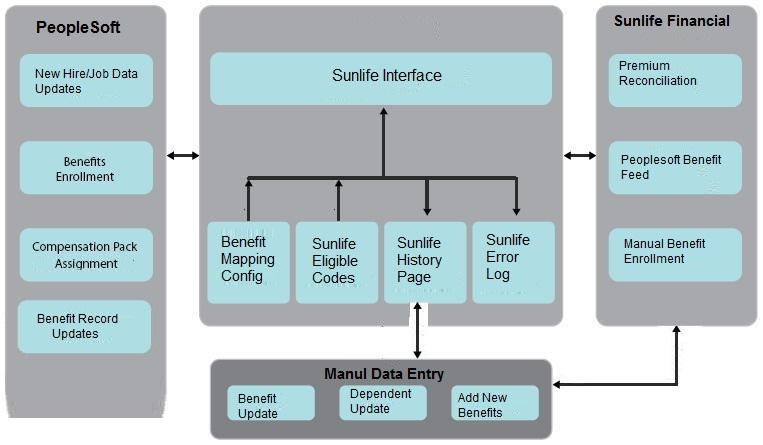 PeopleSoft
New Hire/Job Data
Updates
Benefits
Enrollment
Compensation Pack
Assignment
Benefit Record
Updates
Sunlife Interface
Benefit
Mapping
Config
Sunlife
Eligible
Codes
Sunlife
History
Page
Sunlife
Error
Log
Sunlife Financial
Premium
Reconciliation
Peoplesoft Benefit
Feed
Manual Benefit
Enrollment
Manul Data Entry
Benefit
Update
Dependent
Update
Add New
Benefits